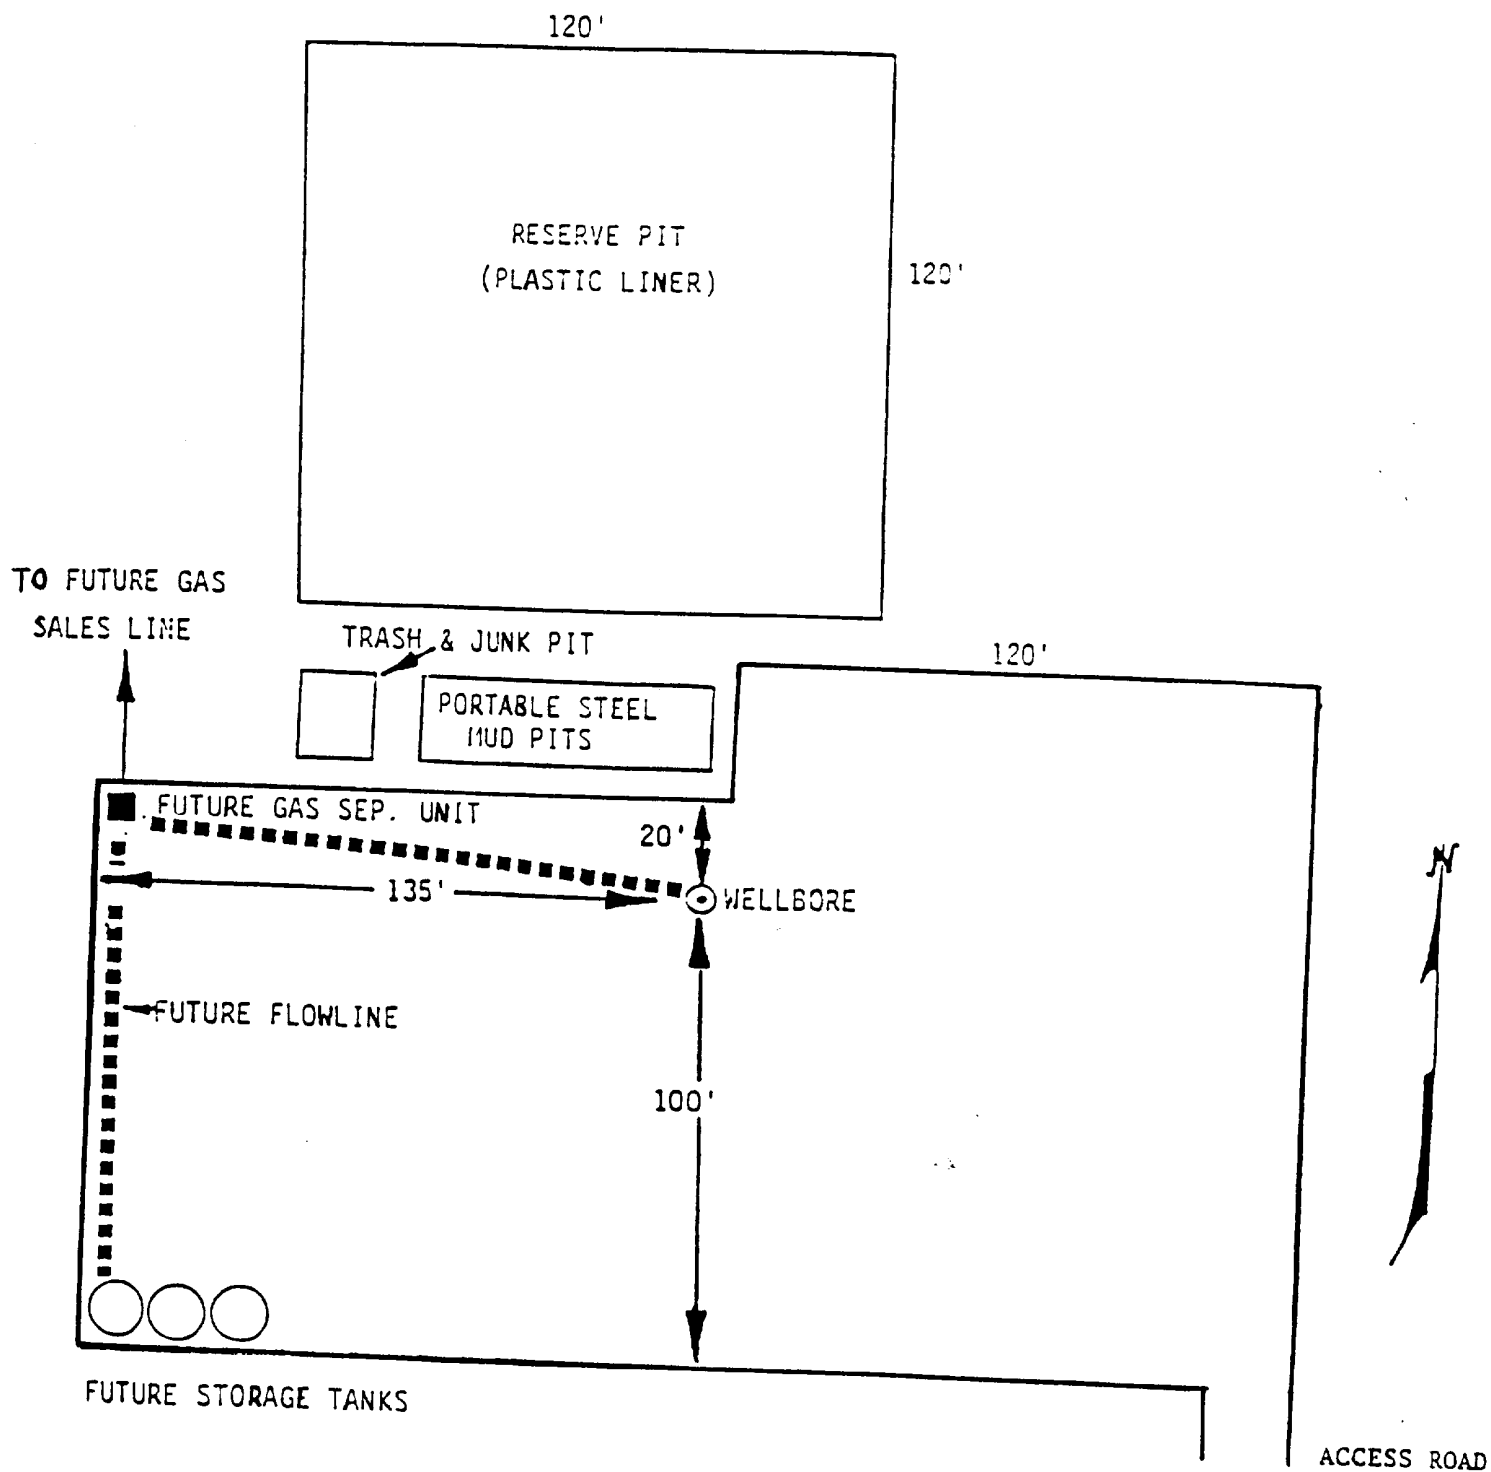 120'
RESERVE PIT
(PLASTIC LINER)
120'
TO FUTURE GAS
SALES LINE
TRASH & JUNK PIT
120'
PORTABLE STEEL
MUD PITS
FUTURE GAS SEP. UNIT
20'
135'
WELLBORE
N
FUTURE FLOWLINE
100'
FUTURE STORAGE TANKS
ACCESS ROAD